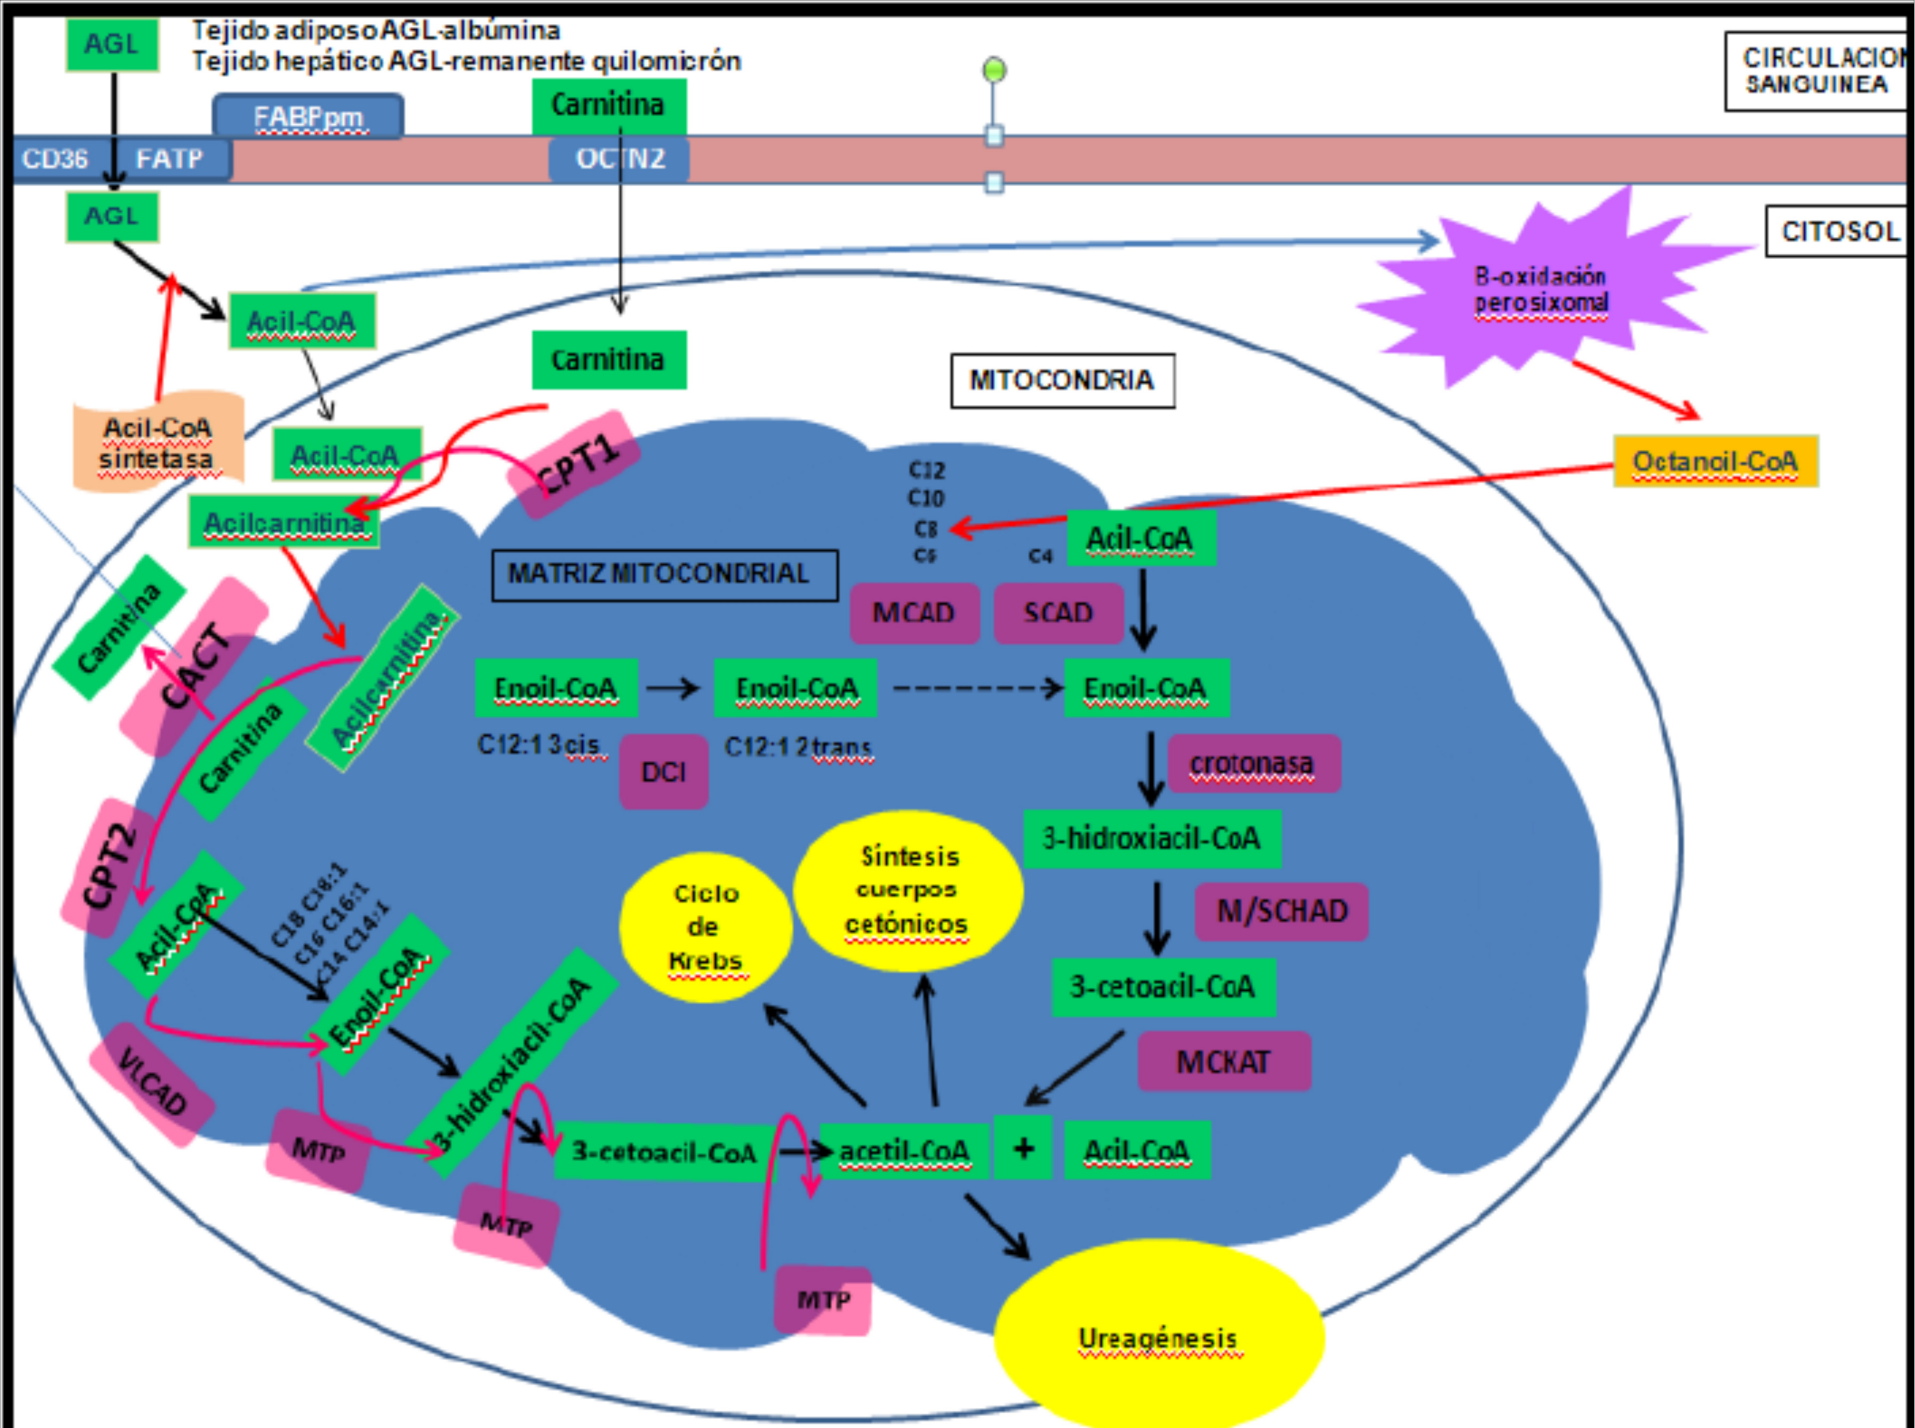 AGL
Tejido adiposo AGL-albúmina
Tejido hepático AGL-remanente quilomicrón
CIRCULACION
SANGUINEA
FABPpm
Carnitina
CD36
FATP
OCTN2
AGL
CITOSOL
B-oxidación
perosixomal
Acil-CoA
Carnitina
MITOCONDRIA
Acil-CoA
sintetasa
Acil-CoA
CPT1
Octanoil-CoA
Acilcarnitina
C12
C10
C8
C6
C4
Acil-CoA
MATRIZ MITOCONDRIAL
MCAD
SCAD
Carnitina
CACT
Acilcarnitina
Carnitina
Enoil-CoA
Enoil-CoA
Enoil-CoA
C12:1 3cis
DCI
C12:1 2trans
crotonasa
3-hidroxiacil-CoA
CPT2
Síntesis
cuerpos
cetónicos
Ciclo
de
Krebs
M/SCHAD
Acil-CoA
C18 C18:1
C16 C16:1
C14 C14:1
Enoil-CoA
3-hidroxiacil-CoA
3-cetoacil-CoA
MCKAT
VLCAD
MTP
3-cetoacil-CoA
acetil-CoA
+
Acil-CoA
MTP
MTP
Ureagénesis